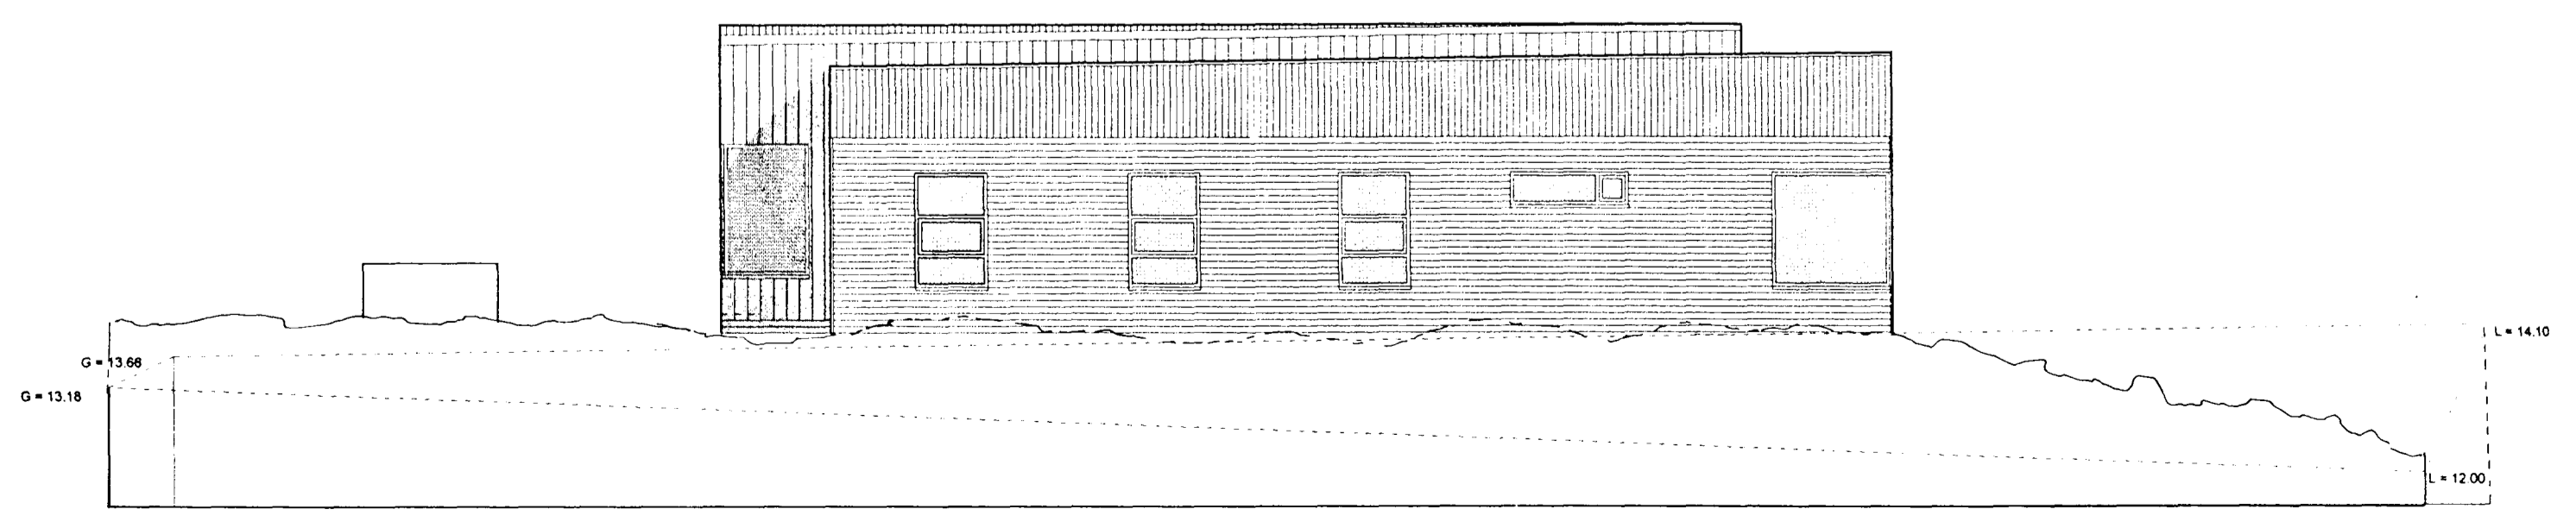 L = 14.10
G = 13.66
G = 13.18
L = 12.00